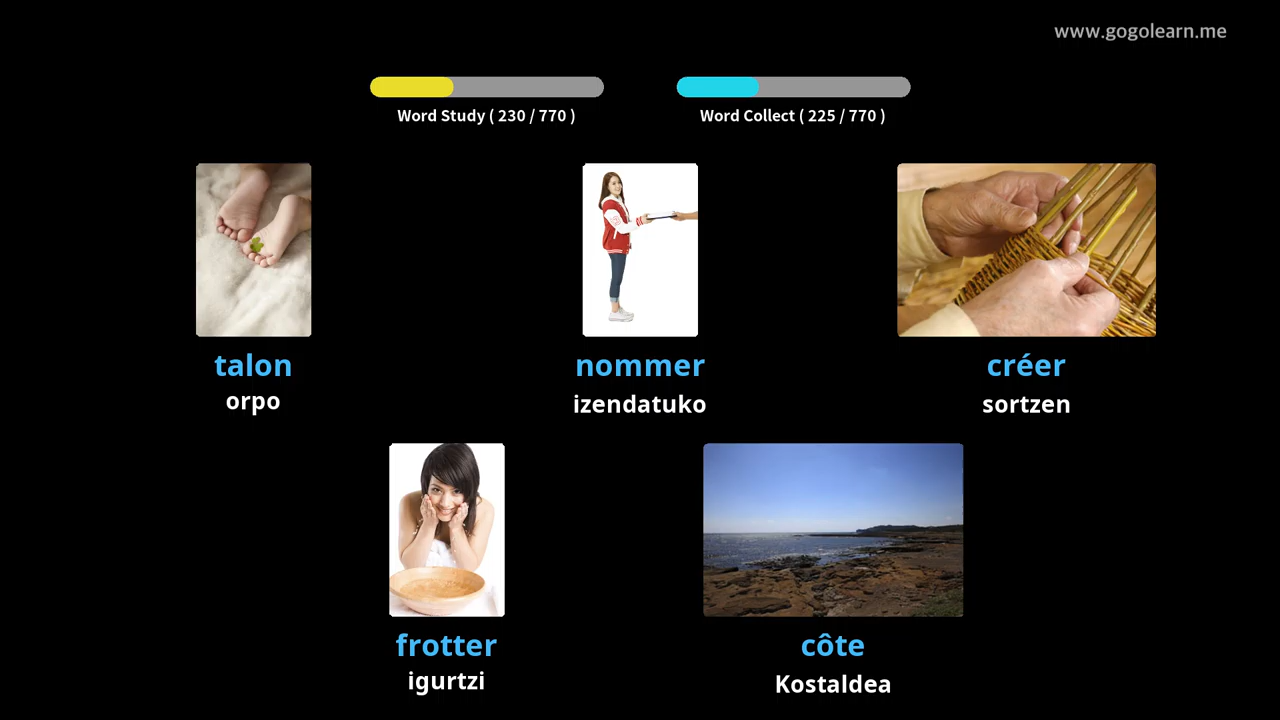 www.gogolearn.me
Word Study ( 230 / 770 )
Word Collect ( 225 / 770 )
talon
orpo
nommer
izendatuko
créer
sortzen
frotter
igurtzi
côte
Kostaldea